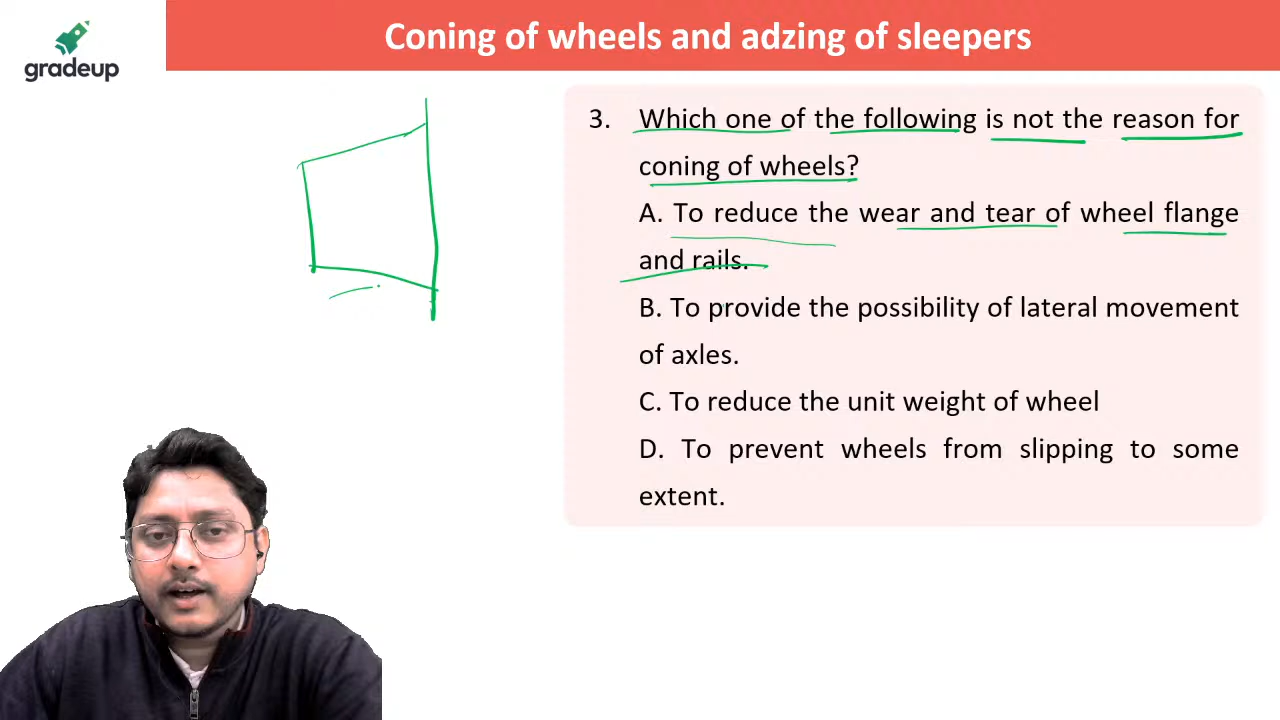 Coning of wheels and adzing of sleepers
gradeup
3. Which one of the following is not the reason for
coning of wheels?
A. To reduce the wear and tear of wheel flange
and rails.
B. To provide the possibility of lateral movement
of axles.
C. To reduce the unit weight of wheel
D. To prevent wheels from slipping to some
extent.